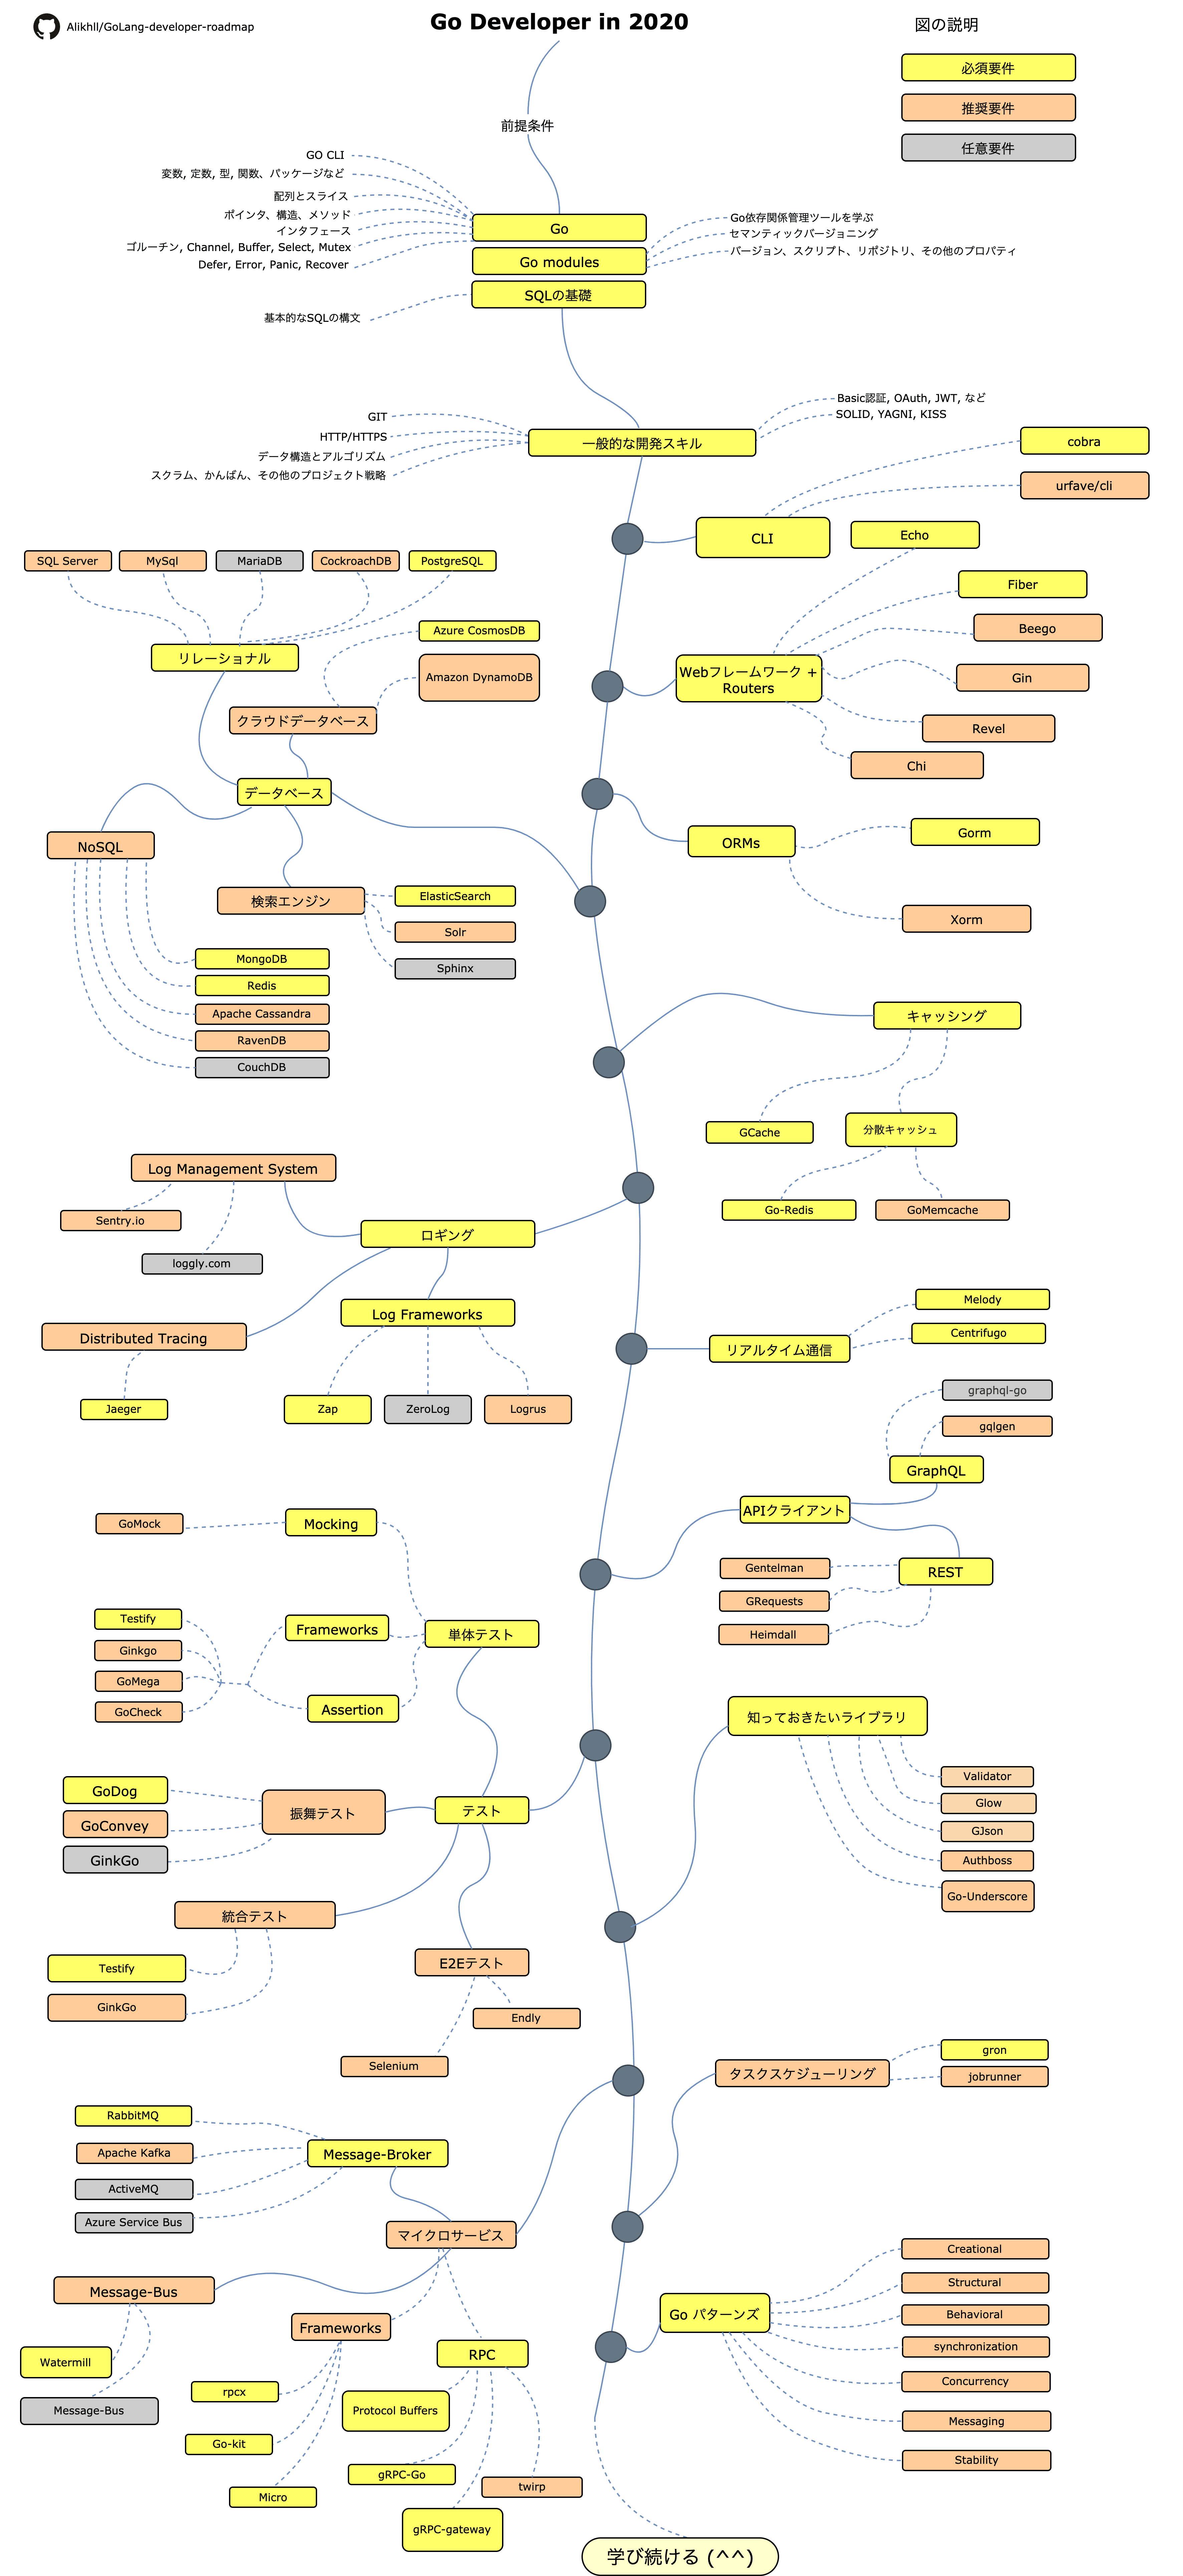 Alikhll/GoLang-developer-roadmap
Go Developer in 2020
図の説明
必須要件
推奨要件
任意要件
前提条件
GO CLI
変数, 定数, 型, 関数、パッケージなど
配列とスライス
ポインタ、構造、メソッド
インタフェース
ゴルーチン, Channel, Buffer, Select, Mutex
Defer, Error, Panic, Recover
Go
Go modules
SQLの基礎
Go依存関係管理ツールを学ぶ
セマンティックバージョニング
バージョン、スクリプト、リポジトリ、その他のプロパティ
基本的なSQLの構文
GIT
HTTP/HTTPS
データ構造とアルゴリズム
スクラム、かんばん、その他のプロジェクト戦略
一般的な開発スキル
Basic認証, OAuth, JWT, など
SOLID, YAGNI, KISS
cobra
urfave/cli
CLI
Echo
Fiber
Beego
Gin
Revel
Chi
Webフレームワーク +
Routers
SQL Server
MySql
MariaDB
CockroachDB
PostgreSQL
リレーショナル
Azure CosmosDB
Amazon DynamoDB
クラウドデータベース
データベース
NoSQL
検索エンジン
ElasticSearch
Solr
Sphinx
MongoDB
Redis
Apache Cassandra
RavenDB
CouchDB
ORMs
Gorm
Xorm
キャッシング
GCache
分散キャッシュ
Go-Redis
GoMemcache
Log Management System
Sentry.io
loggly.com
ロギング
Log Frameworks
Distributed Tracing
Jaeger
Zap
ZeroLog
Logrus
Melody
Centrifugo
リアルタイム通信
graphql-go
gqlgen
GraphQL
APIクライアント
REST
Gentelman
GRequests
Heimdall
GoMock
Mocking
Testify
Ginkgo
GoMega
GoCheck
Frameworks
Assertion
単体テスト
知っておきたいライブラリ
Validator
Glow
GJson
Authboss
Go-Underscore
GoDog
GoConvey
GinkGo
振舞テスト
テスト
統合テスト
Testify
GinkGo
E2Eテスト
Endly
Selenium
タスクスケジューリング
gron
jobrunner
RabbitMQ
Apache Kafka
ActiveMQ
Azure Service Bus
Message-Broker
マイクロサービス
Message-Bus
Watermill
Message-Bus
Frameworks
rpcx
Go-kit
Micro
RPC
Protocol Buffers
gRPC-Go
twirp
gRPC-gateway
Go パターンズ
Creational
Structural
Behavioral
synchronization
Concurrency
Messaging
Stability
学び続ける (^^)